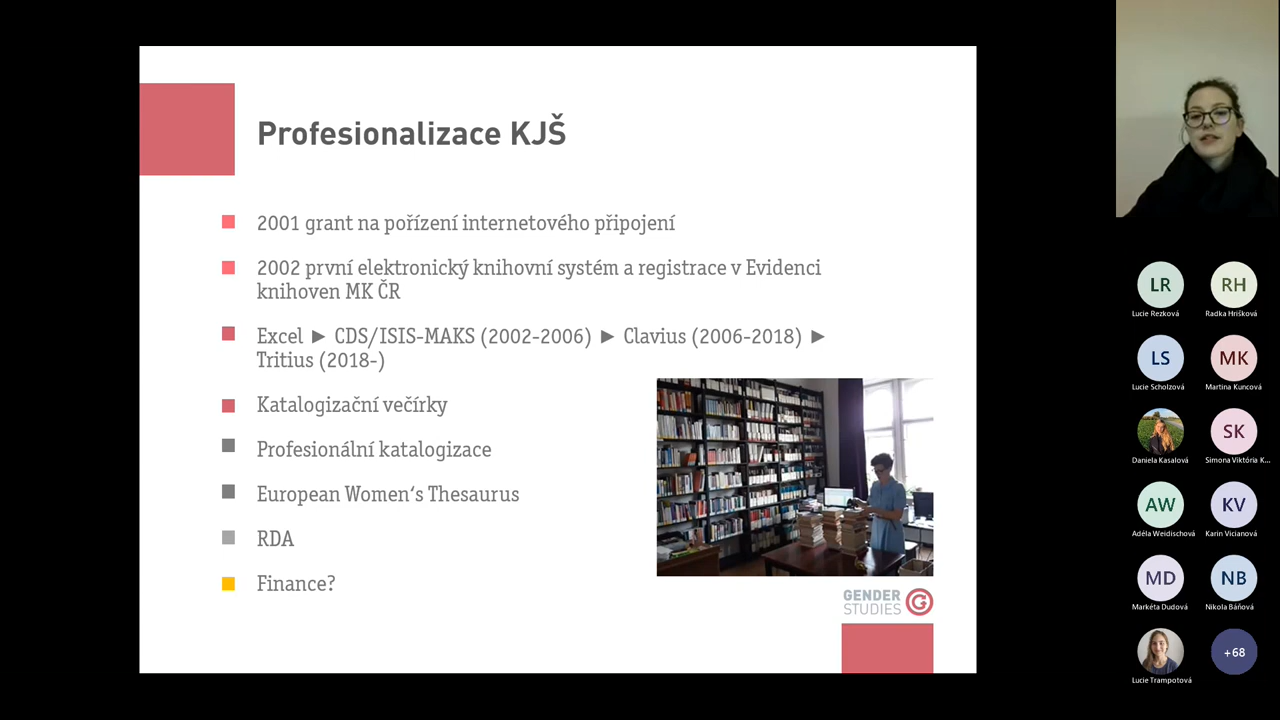 Profesionalizace KJŠ
2001 grant na pořízení internetového připojení
2002 první elektronický knihovní systém a registrace v Evidenci
knihoven MK ČR
Excel ► CDS/ISIS-MAKS (2002-2006) ► Clavius (2006-2018) ►
Tritius (2018-)
Katalogizační večírky
Profesionální katalogizace
European Women‘s Thesaurus
RDA
Finance?
GENDER
STUDIES
LR
RH
Lucie Rezková
Radka Hrišková
LS
MK
Lucie Scholzová
Martina Kuncová
SK
Daniela Kasalová
Simona Viktória K...
AW
KV
Adéla Weidischová
Karin Vicianová
MD
NB
Markéta Dudová
Nikola Báňová
+68
Lucie Trampotová